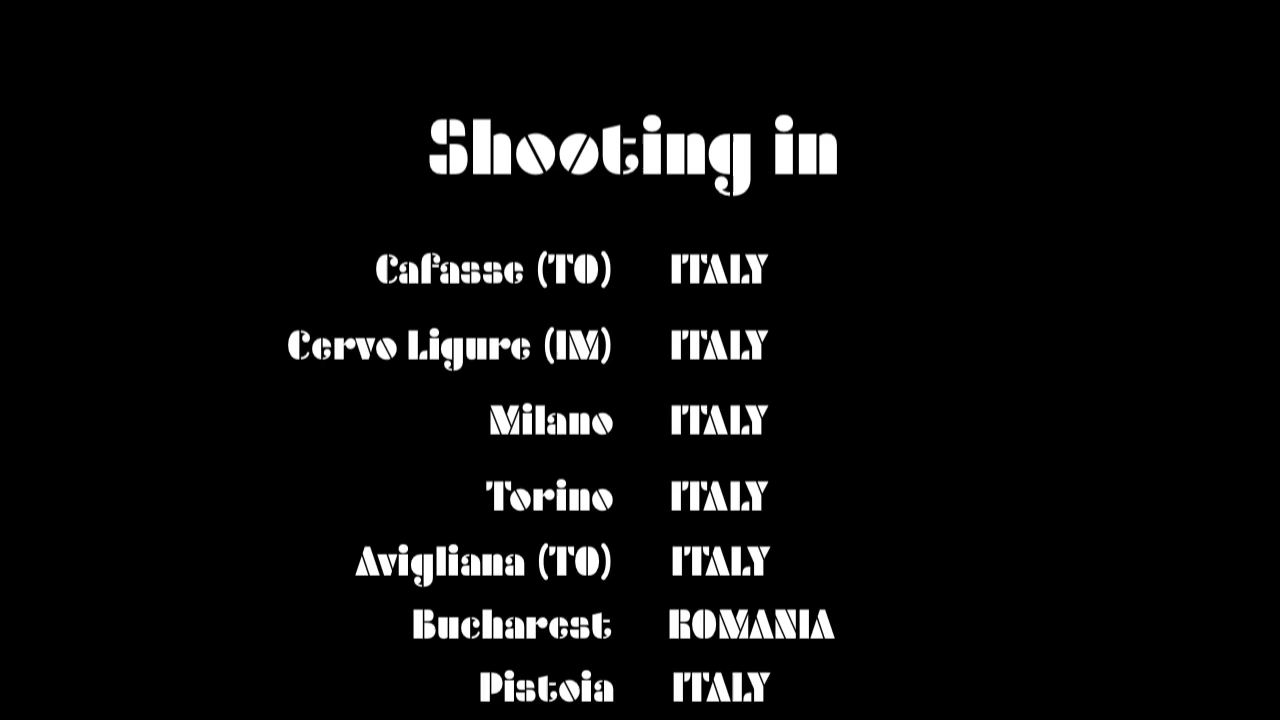 Shooting in
Cafasse (TO) ITALY
Cervo Ligure (IM) ITALY
Milano ITALY
Torino ITALY
Avigliana (TO) ITALY
Bucharest ROMANIA
Pistoia ITALY